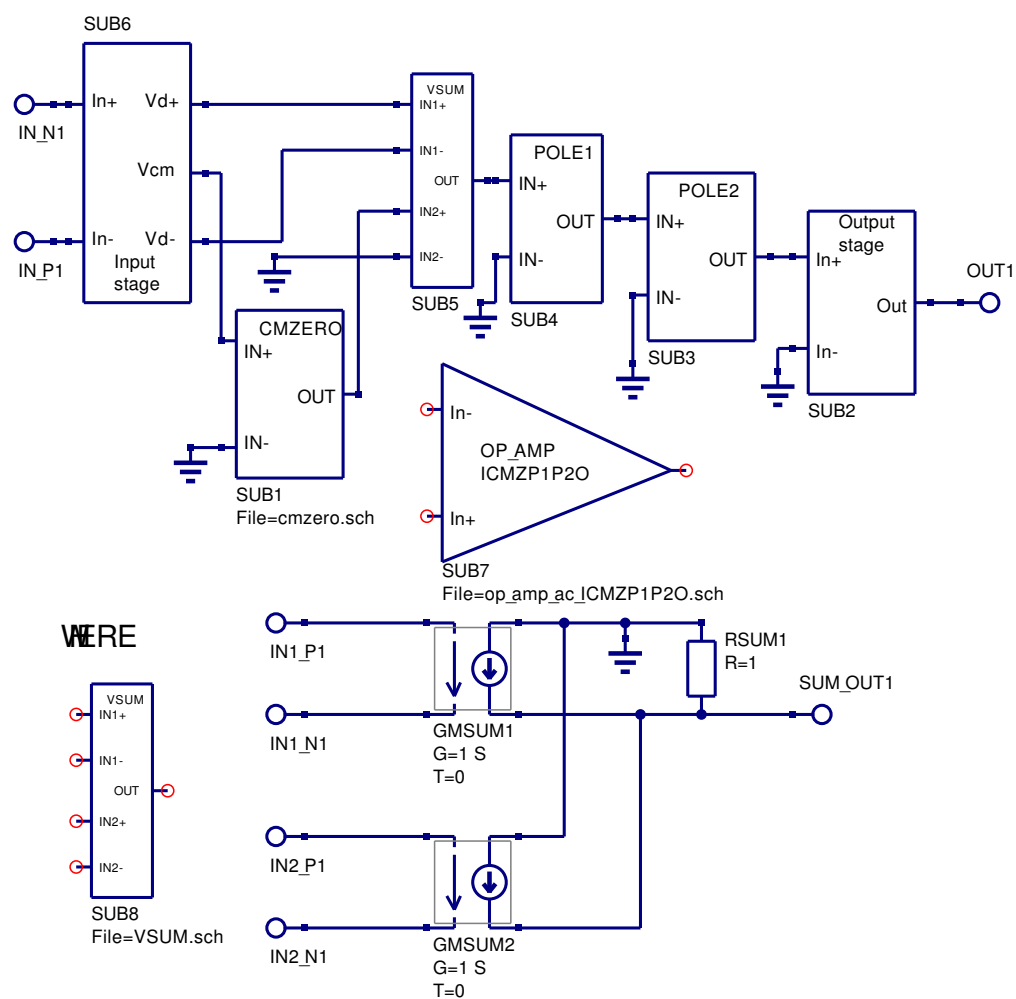 SUB6
In+
Vd+
Vcm
In-
Vd-
Input
stage
IN_N1
IN_P1
VSUM
IN1+
IN1-
OUT
IN2+
IN2-
SUB5
POLE1
IN+
OUT
IN-
SUB4
POLE2
IN+
OUT
IN-
SUB3
Output
stage
In+
Out
In-
SUB2
OUT1
CMZERO
IN+
OUT
IN-
SUB1
File=cmzero.sch
In-
OP_AMP
ICMZP1P2O
In+
SUB7
File=op_amp_ac_ICMZP1P2O.sch
WHERE
VSUM
IN1+
IN1-
OUT
IN2+
IN2-
SUB8
File=VSUM.sch
IN1_P1
IN1_N1
GMSUM1
G=1 S
T=0
RSUM1
R=1
SUM_OUT1
IN2_P1
IN2_N1
GMSUM2
G=1 S
T=0